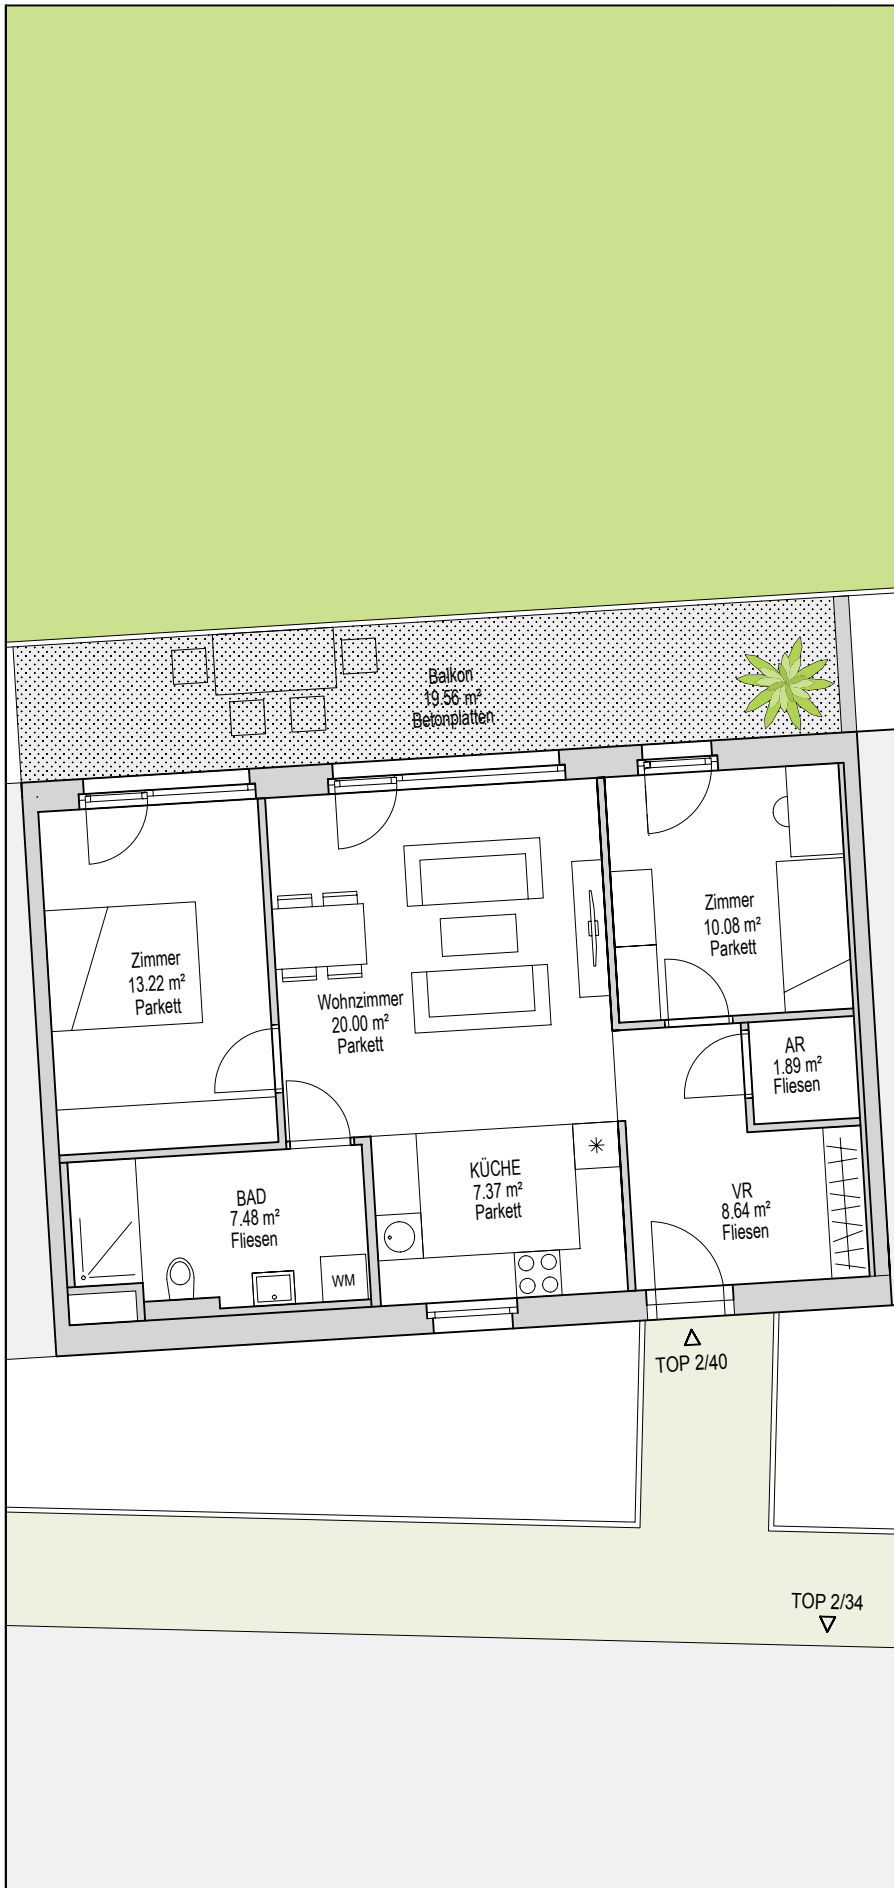 Balkon
19.56 m²
Betonplatten
Zimmer
13.22 m²
Parkett
Wohnzimmer
20.00 m²
Parkett
Zimmer
10.08 m²
Parkett
AR
1.89 m²
Fliesen
BAD
7.48 m²
Fliesen
WM
KÜCHE
7.37 m²
Parkett
VR
8.64 m²
Fliesen
TOP 2/40
TOP 2/34